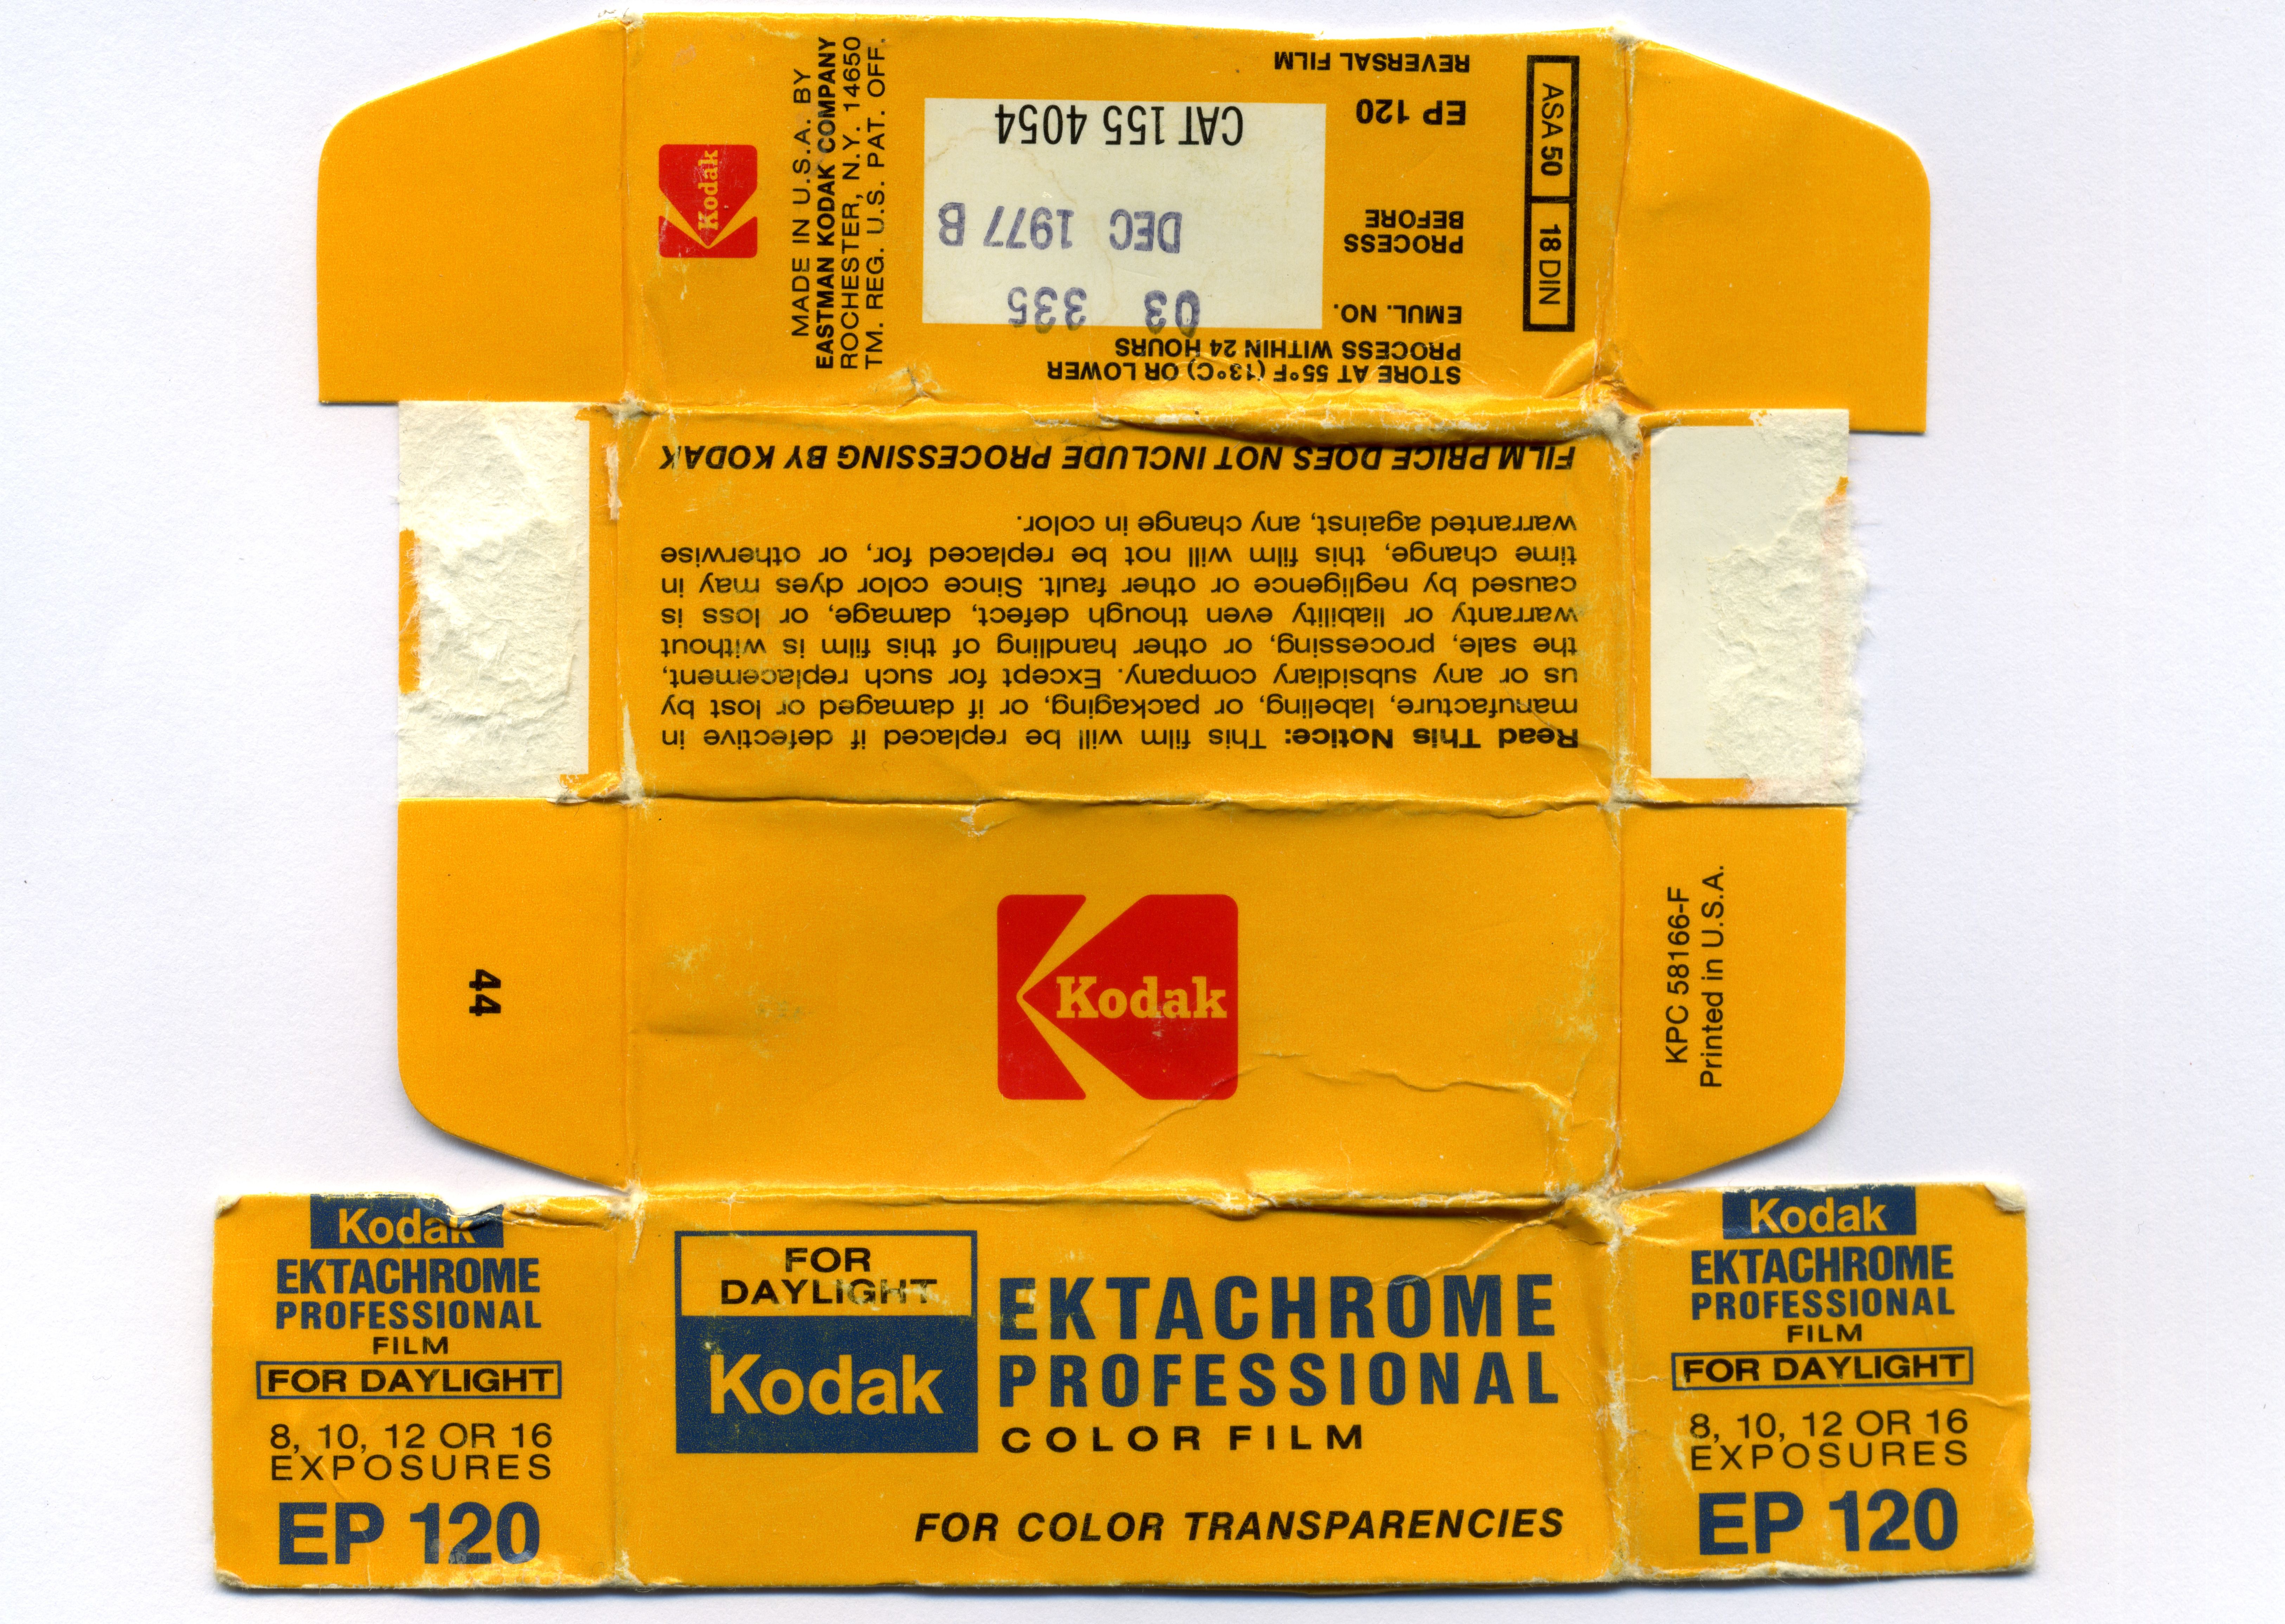 MADE IN U.S.A. BY
EASTMAN KODAK COMPANY
ROCHESTER, N.Y. 14650
TM. REG. U.S. PAT. OFF.
Kodak
REVERSAL FILM
EP 120
CAT 155 4054
PROCESS
BEFORE
DEC 1977 B
EMUL. NO.
03 335
STORE AT 55°F (13°C) OR LOWER
PROCESS WITHIN 24 HOURS
ASA 50
18 DIN
Read This Notice: This film will be replaced if defective in
manufacture, labeling, or packaging, or if damaged or lost by
us or any subsidiary company. Except for such replacement,
the sale, processing, or other handling of this film is without
warranty or liability even though defect, damage, or loss is
caused by negligence or other fault. Since color dyes may in
time change, this film will not be replaced for, or otherwise
warranted against, any change in color.
FILM PRICE DOES NOT INCLUDE PROCESSING BY KODAK
44
Kodak
KPC 58166-F
Printed in U.S.A.
Kodak
EKTACHROME
PROFESSIONAL
FILM
FOR DAYLIGHT
8, 10, 12 OR 16
EXPOSURES
EP 120
FOR
DAYLIGHT
Kodak
EKTACHROME
PROFESSIONAL
COLOR FILM
FOR COLOR TRANSPARENCIES
Kodak
EKTACHROME
PROFESSIONAL
FILM
FOR DAYLIGHT
8, 10, 12 OR 16
EXPOSURES
EP 120